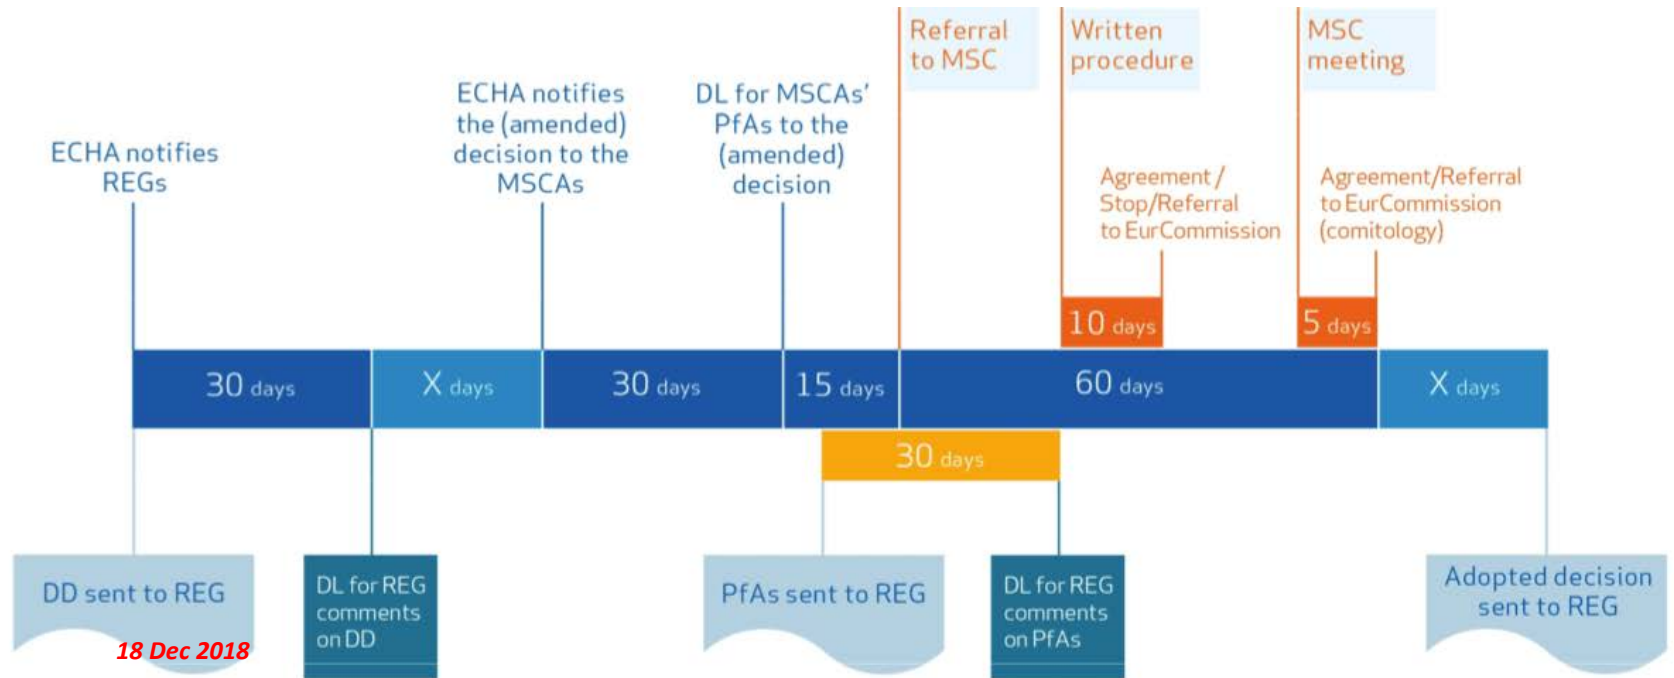 Referral
to MSC
Written
procedure
MSC
meeting
ECHA notifies
REGs
ECHA notifies
the (amended)
decision to the
MSCAs
DL for MSCAs'
PfAs to the
(amended)
decision
Agreement /
Stop/Referral
to EurCommission
Agreement/Referral
to EurCommission
(comitology)
10 days
5 days
30 days
X days
30 days
15 days
60 days
X days
30 days
DD sent to REG
18 Dec 2018
DL for REG
comments
on DD
PfAs sent to REG
DL for REG
comments
on PfAs
Adopted decision
sent to REG